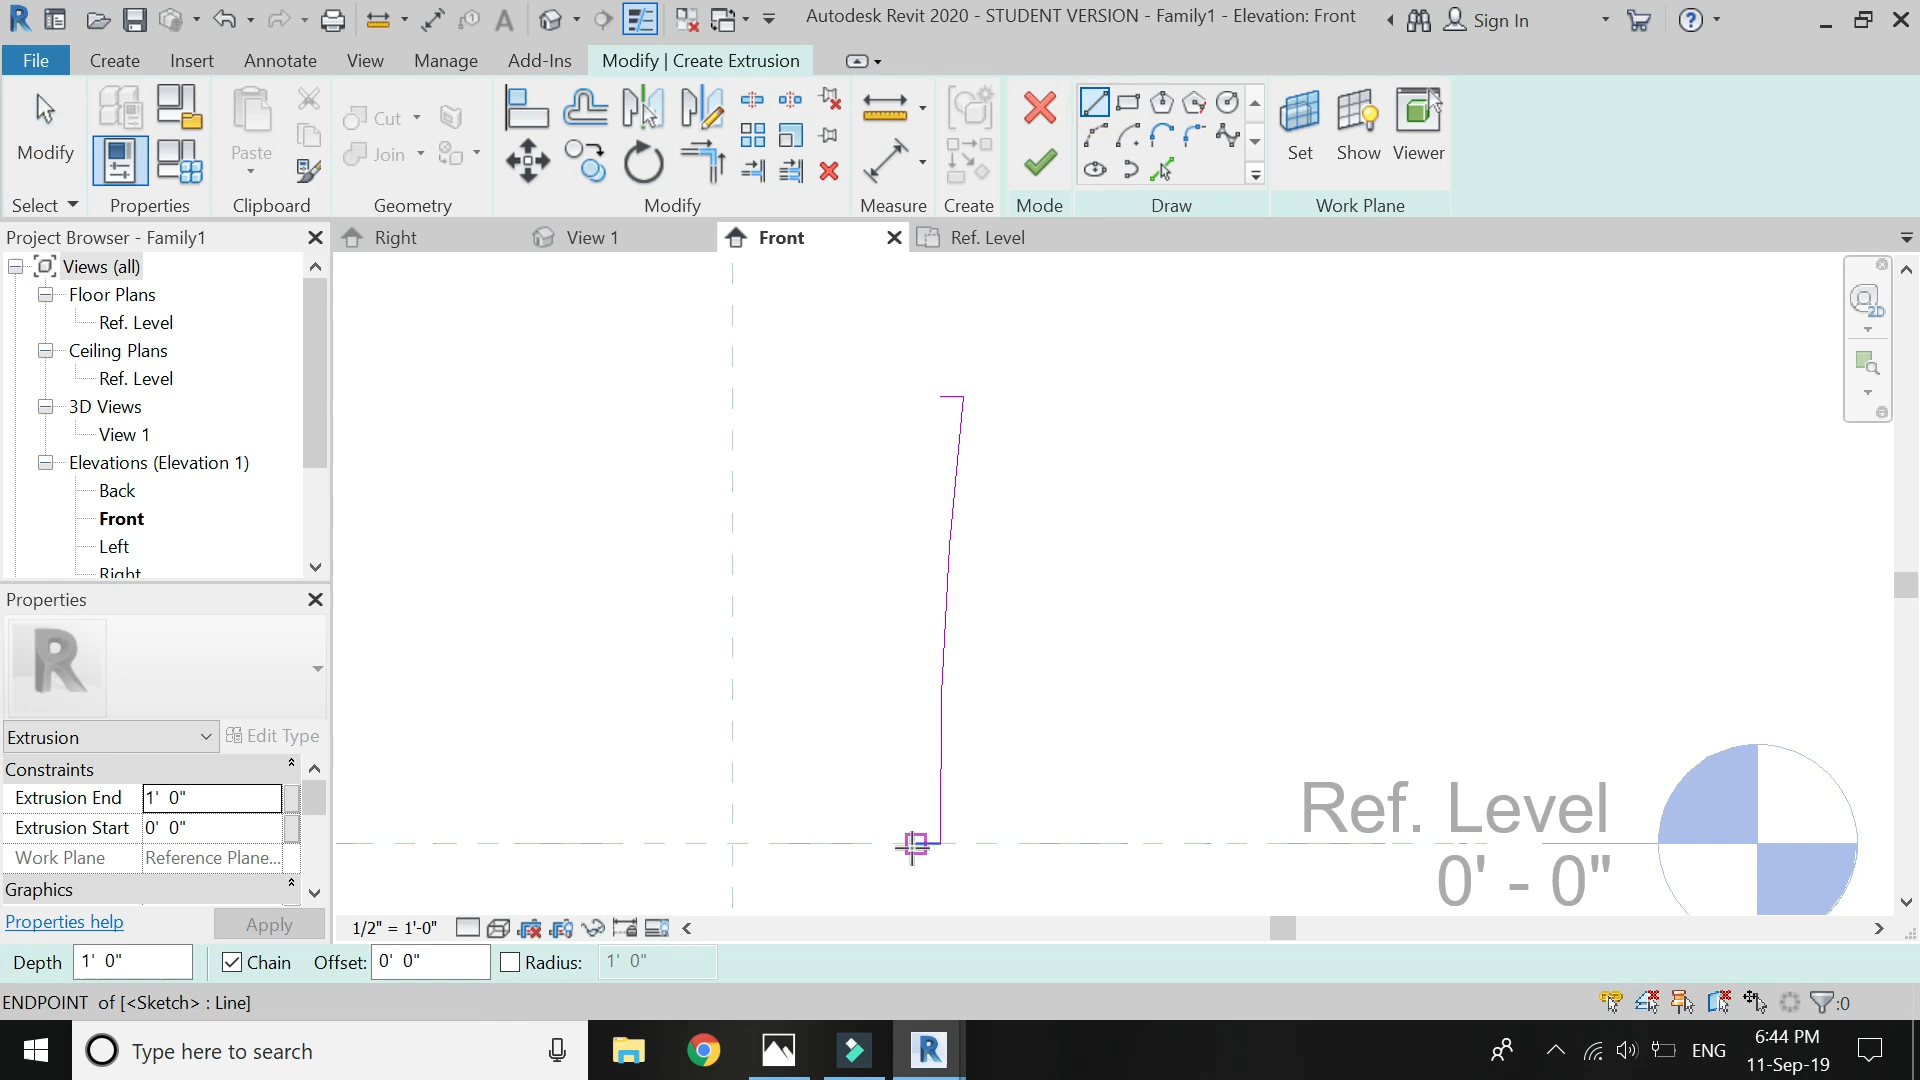 Autodesk Revit 2020 - STUDENT VERSION - Family1 - Elevation: Front
Sign In
File Create Insert Annotate View Manage Add-Ins Modify | Create Extrusion
Modify
Paste
Cut
Join
Set Show Viewer
Select Properties Clipboard Geometry Modify Measure Create Mode Draw Work Plane
Project Browser - Family1
Right View 1 Front Ref. Level
Views (all)
Floor Plans
Ref. Level
Ceiling Plans
Ref. Level
3D Views
View 1
Elevations (Elevation 1)
Back
Front
Left
Right
Properties
R
Extrusion Edit Type
Constraints
Extrusion End 1' 0"
Extrusion Start 0' 0"
Work Plane Reference Plane...
Graphics
Properties help Apply
2D
Ref. Level
0' - 0"
1/2" = 1'-0"
Depth 1' 0" Chain Offset: 0' 0" Radius: 1' 0"
ENDPOINT of [<Sketch> : Line]
:0
Type here to search
ENG
6:44 PM
11-Sep-19